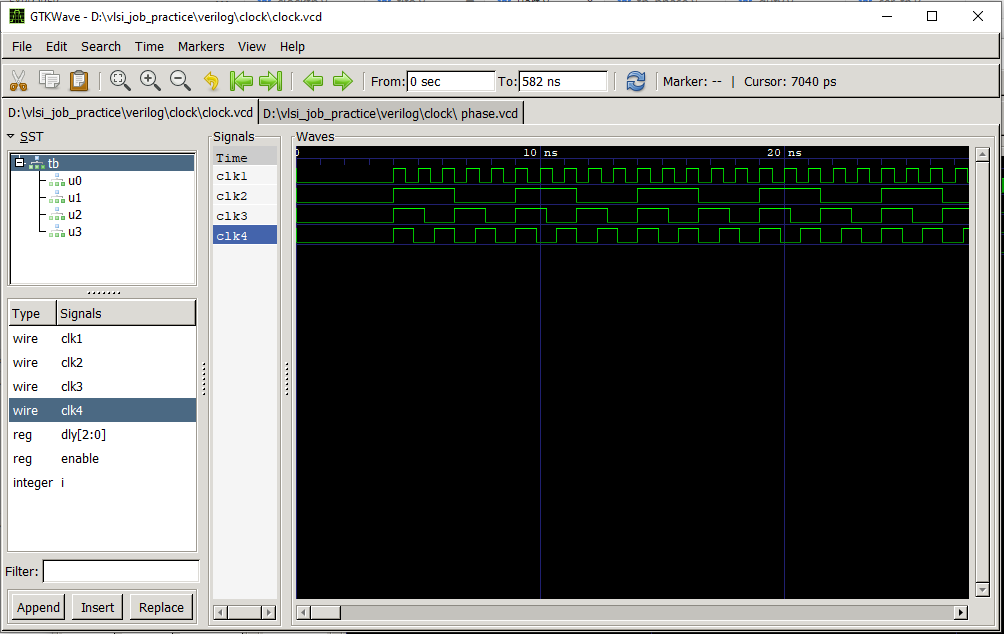 GTKWave - D:\vlsi_job_practice\verilog\clock\clock.vcd
File Edit Search Time Markers View Help
From: 0 sec To: 582 ns Marker: -- | Cursor: 7040 ps
D:\vlsi_job_practice\verilog\clock\clock.vcd D:\vlsi_job_practice\verilog\clock\ phase.vcd
SST
tb
u0
u1
u2
u3
Type Signals
wire clk1
wire clk2
wire clk3
wire clk4
reg dly[2:0]
reg enable
integer i
Filter:
Append Insert Replace
Signals
Time
clk1
clk2
clk3
clk4
Waves
0 10 ns 20 ns